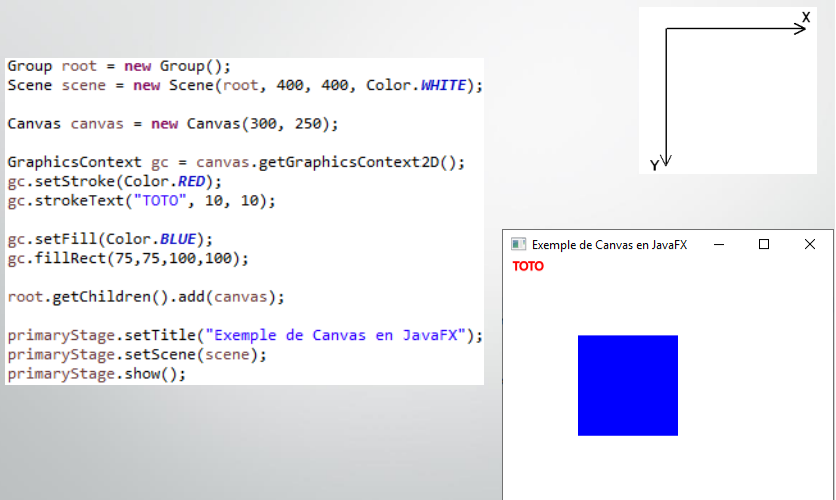 Group root = new Group();
Scene scene = new Scene(root, 400, 400, Color.WHITE);
Canvas canvas = new Canvas(300, 250);
GraphicsContext gc = canvas.getGraphicsContext2D();
gc.setStroke(Color.RED);
gc.strokeText("TOTO", 10, 10);
gc.setFill(Color.BLUE);
gc.fillRect(75,75,100,100);
root.getChildren().add(canvas);
primaryStage.setTitle("Exemple de Canvas en JavaFX");
primaryStage.setScene(scene);
primaryStage.show();
X
Y
Exemple de Canvas en JavaFX
TOTO